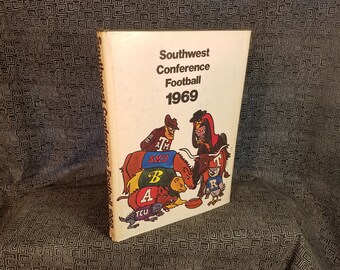 Southwest
Conference
Football
1969
T
SMU
B
T
A
R
TCU